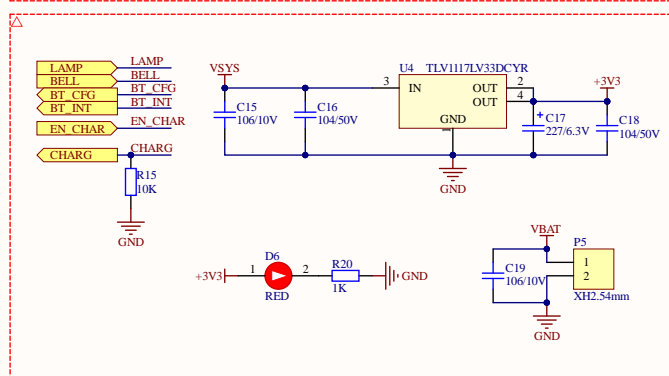 LAMP LAMP
BELL BELL
BT_CFG BT_CFG
BT_INT BT_INT
EN_CHAR EN_CHAR
CHARG CHARG
R15
10K
GND
VSYS
C15
106/10V
C16
104/50V
U4 TLV1117LV33DCYR
3 IN OUT 2
OUT 4
GND
1
GND
+
C17
227/6.3V
+3V3
C18
104/50V
+3V3 1 D6 2 R20 GND
RED 1K
VBAT
C19
106/10V
P5
1
2
XH2.54mm
GND